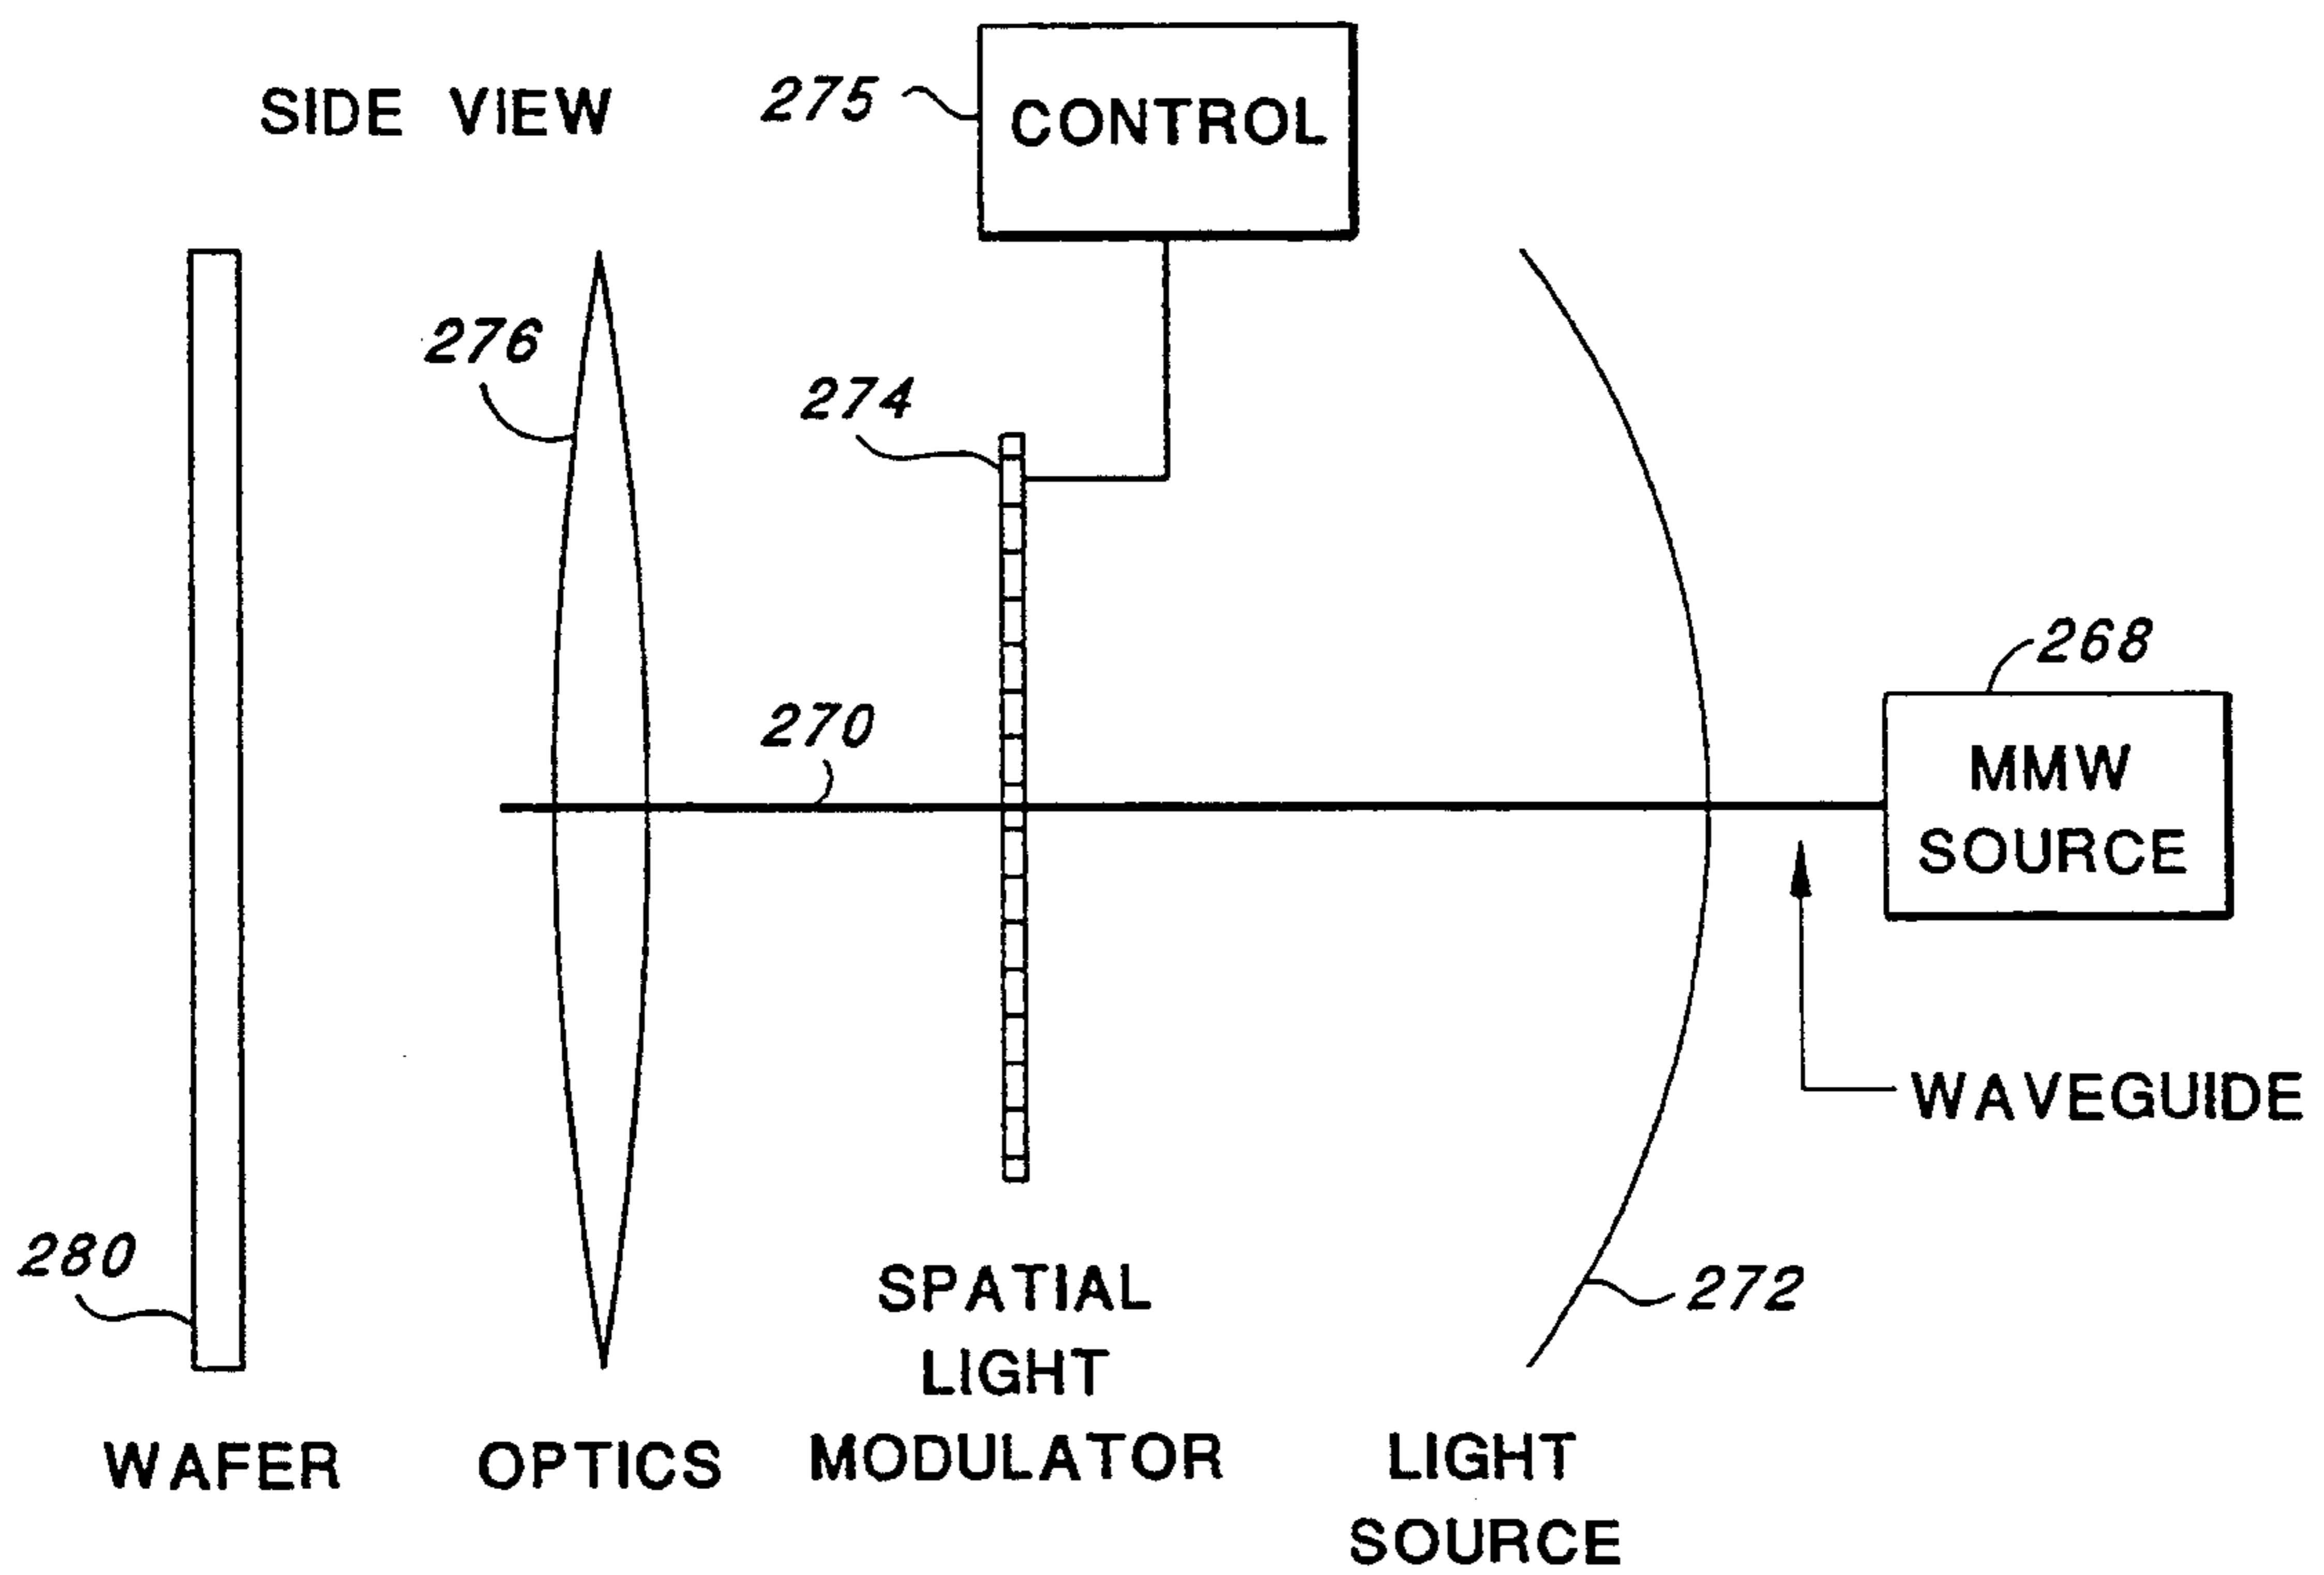 SIDE VIEW
275
CONTROL
276
274
268
270
MMW
SOURCE
WAVEGUIDE
280
SPATIAL
LIGHT
MODULATOR
272
WAFER
OPTICS
LIGHT
SOURCE